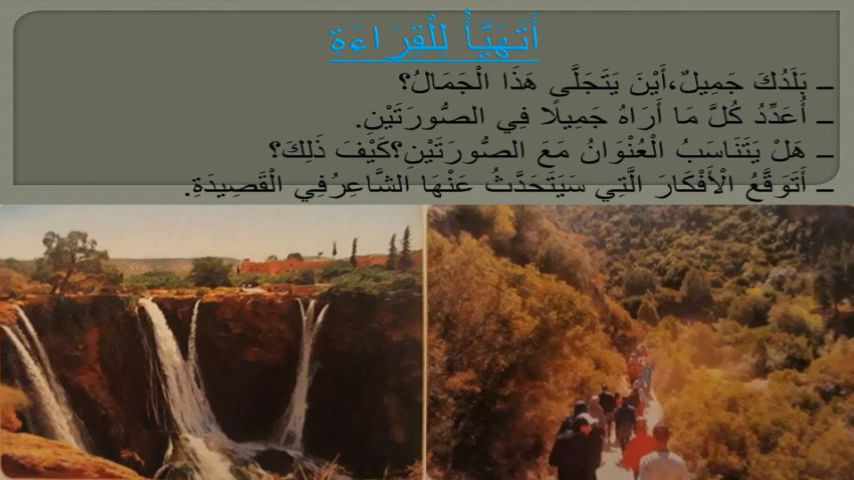 أَتَهَيَّأُ لِلْقِرَاءَةِ
ـ بَلَدُكَ جَمِيلٌ،أَيْنَ يَتَجَلَّى هَذَا الْجَمَالُ؟
ـ أُعَدِّدُ كُلَّ مَا أَرَاهُ جَمِيلًا فِي الصُّورَتَيْنِ.
ـ هَلْ يَتَنَاسَبُ الْعُنْوَانُ مَعَ الصُّورَتَيْنِ؟كَيْفَ ذَلِكَ؟
ـ أَتَوَقَّعُ الْأَفْكَارَ الَّتِي سَيَتَحَدَّثُ عَنْهَا الشَّاعِرُفِي الْقَصِيدَةِ.